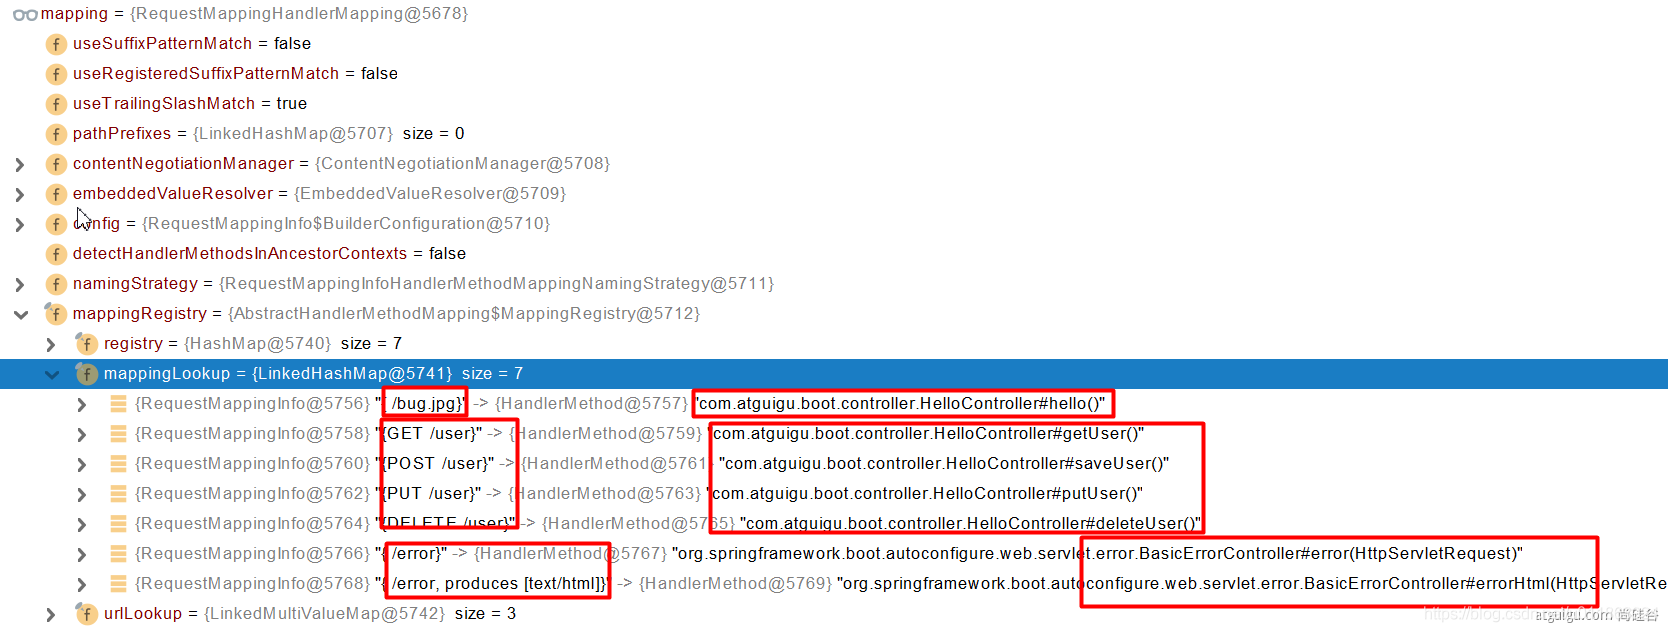 mapping = {RequestMappingHandlerMapping@5678}
useSuffixPatternMatch = false
useRegisteredSuffixPatternMatch = false
useTrailingSlashMatch = true
pathPrefixes = {LinkedHashMap@5707} size = 0
contentNegotiationManager = {ContentNegotiationManager@5708}
embeddedValueResolver = {EmbeddedValueResolver@5709}
config = {RequestMappingInfo$BuilderConfiguration@5710}
detectHandlerMethodsInAncestorContexts = false
namingStrategy = {RequestMappingInfoHandlerMethodMappingNamingStrategy@5711}
mappingRegistry = {AbstractHandlerMethodMapping$MappingRegistry@5712}
registry = {HashMap@5740} size = 7
mappingLookup = {LinkedHashMap@5741} size = 7
{RequestMappingInfo@5756} "{ /bug.jpg}" -> {HandlerMethod@5757} "com.atguigu.boot.controller.HelloController#hello()"
{RequestMappingInfo@5758} "{GET /user}" -> {HandlerMethod@5759} "com.atguigu.boot.controller.HelloController#getUser()"
{RequestMappingInfo@5760} "{POST /user}" -> {HandlerMethod@5761} "com.atguigu.boot.controller.HelloController#saveUser()"
{RequestMappingInfo@5762} "{PUT /user}" -> {HandlerMethod@5763} "com.atguigu.boot.controller.HelloController#putUser()"
{RequestMappingInfo@5764} "{DELETE /user}" -> {HandlerMethod@5765} "com.atguigu.boot.controller.HelloController#deleteUser()"
{RequestMappingInfo@5766} "{ /error}" -> {HandlerMethod@5767} "org.springframework.boot.autoconfigure.web.servlet.error.BasicErrorController#error(HttpServletRequest)"
{RequestMappingInfo@5768} "{ /error, produces [text/html]}" -> {HandlerMethod@5769} "org.springframework.boot.autoconfigure.web.servlet.error.BasicErrorController#errorHtml(HttpServletRe
urlLookup = {LinkedMultiValueMap@5742} size = 3
atguigu.com 尚硅谷